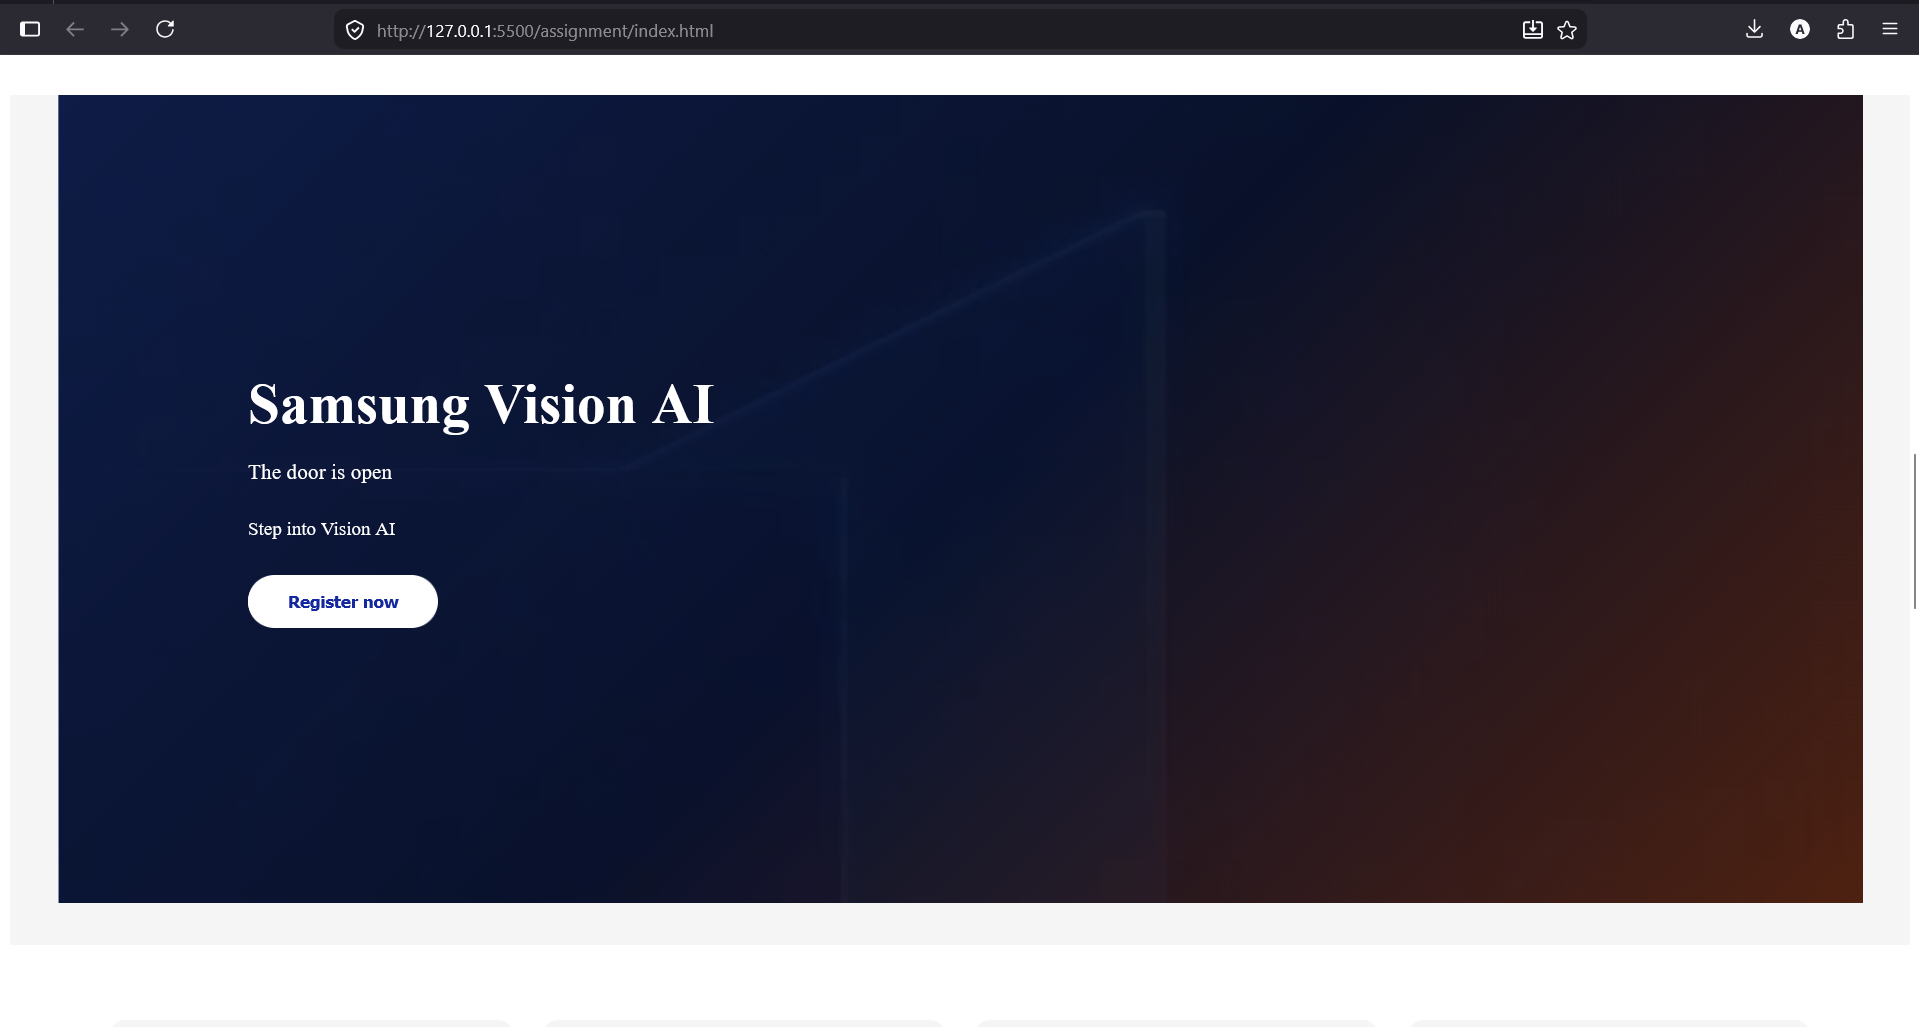 http://127.0.0.1:5500/assignment/index.html
A
Samsung Vision AI
The door is open
Step into Vision AI
Register now